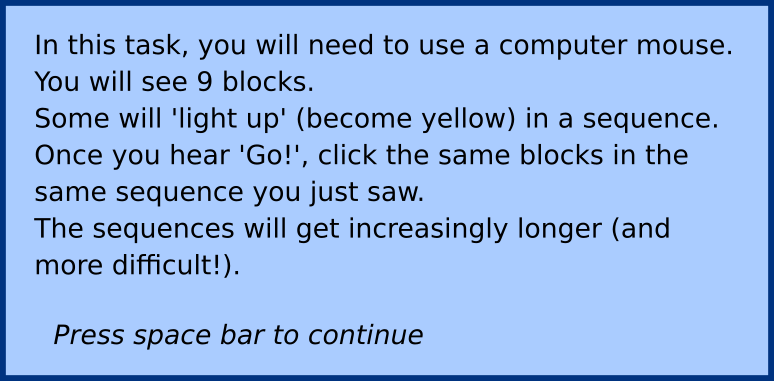 In this task, you will need to use a computer mouse.
You will see 9 blocks.
Some will 'light up' (become yellow) in a sequence.
Once you hear 'Go!', click the same blocks in the
same sequence you just saw.
The sequences will get increasingly longer (and
more difficult!).
Press space bar to continue